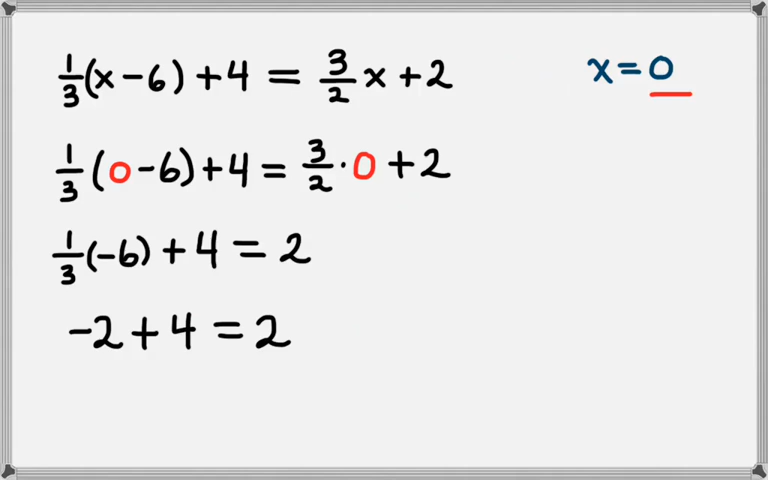 1/3(x-6)+4 = 3/2 x+2
x=0
1/3(0-6)+4 = 3/2·0+2
1/3(-6)+4=2
-2+4=2